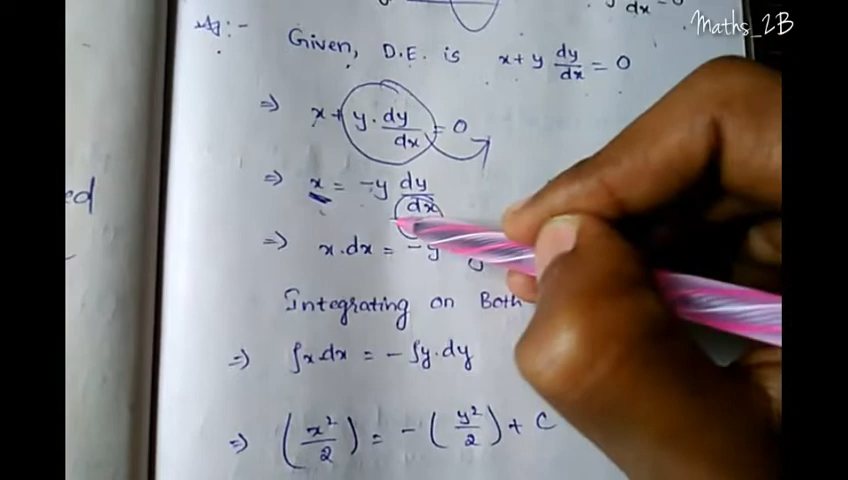 Maths_2B
Given, D.E. is x + y dy/dx = 0
⇒ x + y. dy/dx = 0
⇒ x = -y dy/dx
⇒ x.dx = -y
Integrating on Both
⇒ ∫x.dx = - ∫y.dy
⇒ (x²/2) = - (y²/2) + C